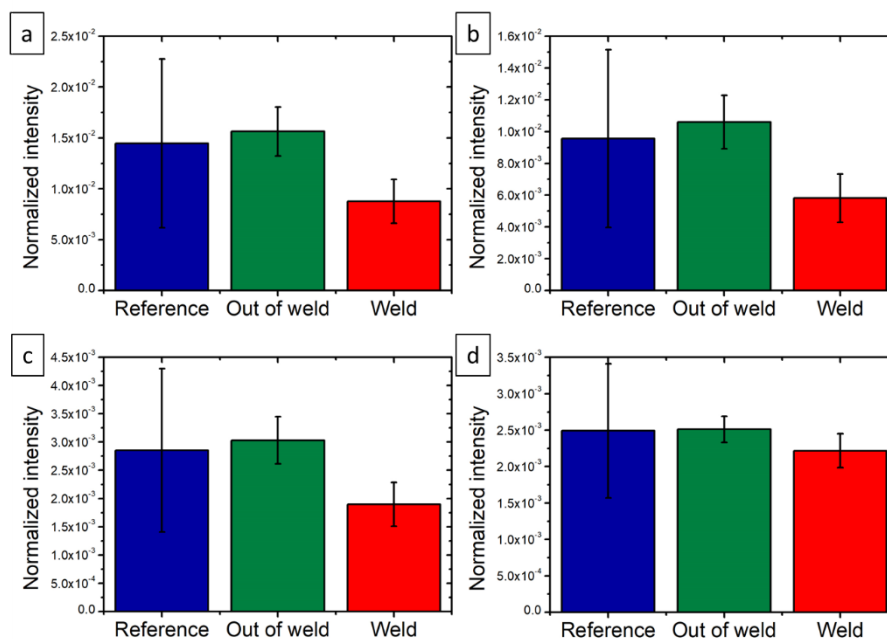 a
Normalized intensity
2.5x10⁻²
2.0x10⁻²
1.5x10⁻²
1.0x10⁻²
5.0x10⁻³
0.0
Reference Out of weld Weld
b
Normalized intensity
1.6x10⁻²
1.4x10⁻²
1.2x10⁻²
1.0x10⁻²
8.0x10⁻³
6.0x10⁻³
4.0x10⁻³
2.0x10⁻³
0.0
Reference Out of weld Weld
c
Normalized intensity
4.5x10⁻³
4.0x10⁻³
3.5x10⁻³
3.0x10⁻³
2.5x10⁻³
2.0x10⁻³
1.5x10⁻³
1.0x10⁻³
5.0x10⁻⁴
0.0
Reference Out of weld Weld
d
Normalized intensity
3.5x10⁻³
3.0x10⁻³
2.5x10⁻³
2.0x10⁻³
1.5x10⁻³
1.0x10⁻³
5.0x10⁻⁴
0.0
Reference Out of weld Weld